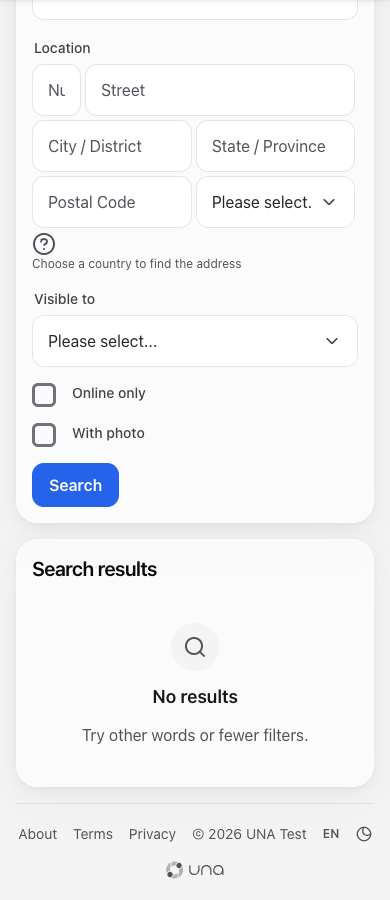 Location
Street
City / District
State / Province
Postal Code
Please select.
Choose a country to find the address
Visible to
Please select...
Online only
With photo
Search
Search results
No results
Try other words or fewer filters.
About Terms Privacy © 2026 UNA Test EN
una